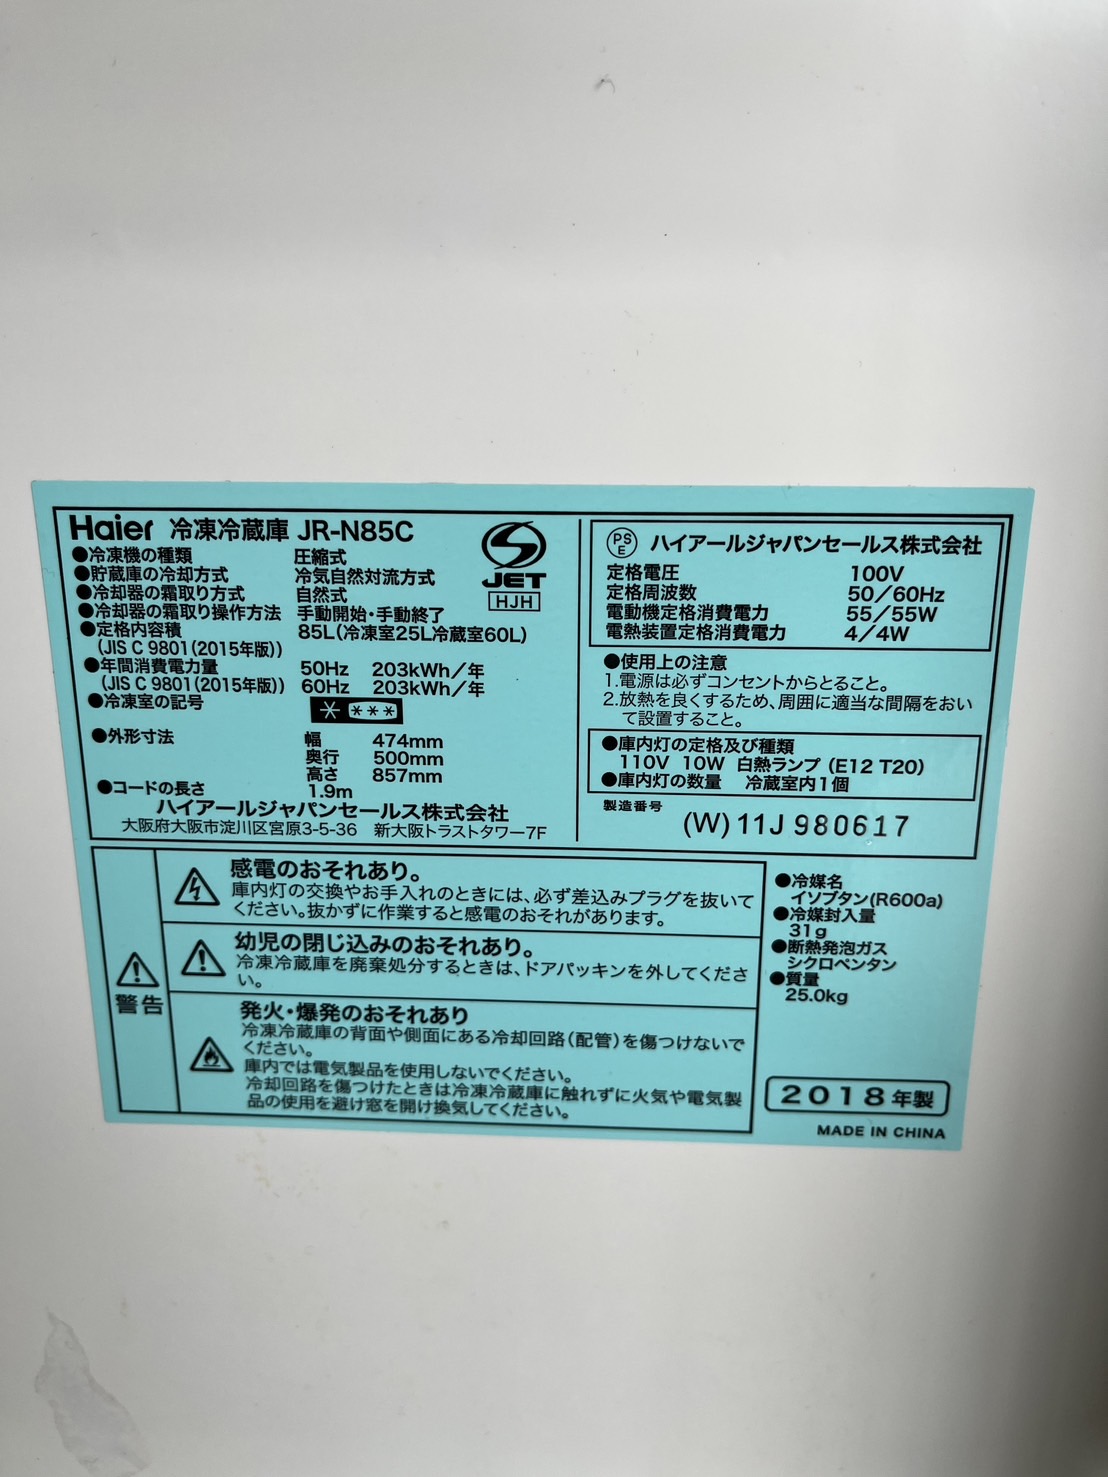 Haier 冷凍冷蔵庫 JR-N85C
●冷凍機の種類 圧縮式
●貯蔵庫の冷却方式 冷気自然対流方式
●冷却器の霜取り方式 自然式
●冷却器の霜取り操作方法 手動開始・手動終了
●定格内容積 85L(冷凍室25L冷蔵室60L)
(JIS C 9801(2015年版))
●年間消費電力量 50Hz 203kWh/年
(JIS C 9801(2015年版)) 60Hz 203kWh/年
●冷凍室の記号
●外形寸法 幅 474mm
奥行 500mm
高さ 857mm
●コードの長さ 1.9m
ハイアールジャパンセールス株式会社
大阪府大阪市淀川区宮原3-5-36 新大阪トラストタワー7F
JET
HJH
PS
E
ハイアールジャパンセールス株式会社
定格電圧 100V
定格周波数 50/60Hz
電動機定格消費電力 55/55W
電熱装置定格消費電力 4/4W
●使用上の注意
1.電源は必ずコンセントからとること。
2.放熱を良くするため、周囲に適当な間隔をおい
て設置すること。
●庫内灯の定格及び種類
110V 10W 白熱ランプ (E12 T20)
●庫内灯の数量 冷蔵室内1個
製造番号
(W) 11J 980617
警告
感電のおそれあり。
庫内灯の交換やお手入れのときには、必ず差込みプラグを抜いて
ください。抜かずに作業すると感電のおそれがあります。
幼児の閉じ込みのおそれあり。
冷凍冷蔵庫を廃棄処分するときは、ドアパッキンを外してくださ
い。
発火・爆発のおそれあり
冷凍冷蔵庫の背面や側面にある冷却回路(配管)を傷つけないで
ください。
庫内では電気製品を使用しないでください。
冷却回路を傷つけたときは冷凍冷蔵庫に触れずに火気や電気製
品の使用を避け窓を開け換気してください。
●冷媒名
イソブタン(R600a)
●冷媒封入量
31g
●断熱発泡ガス
シクロペンタン
●質量
25.0kg
2018年製
MADE IN CHINA